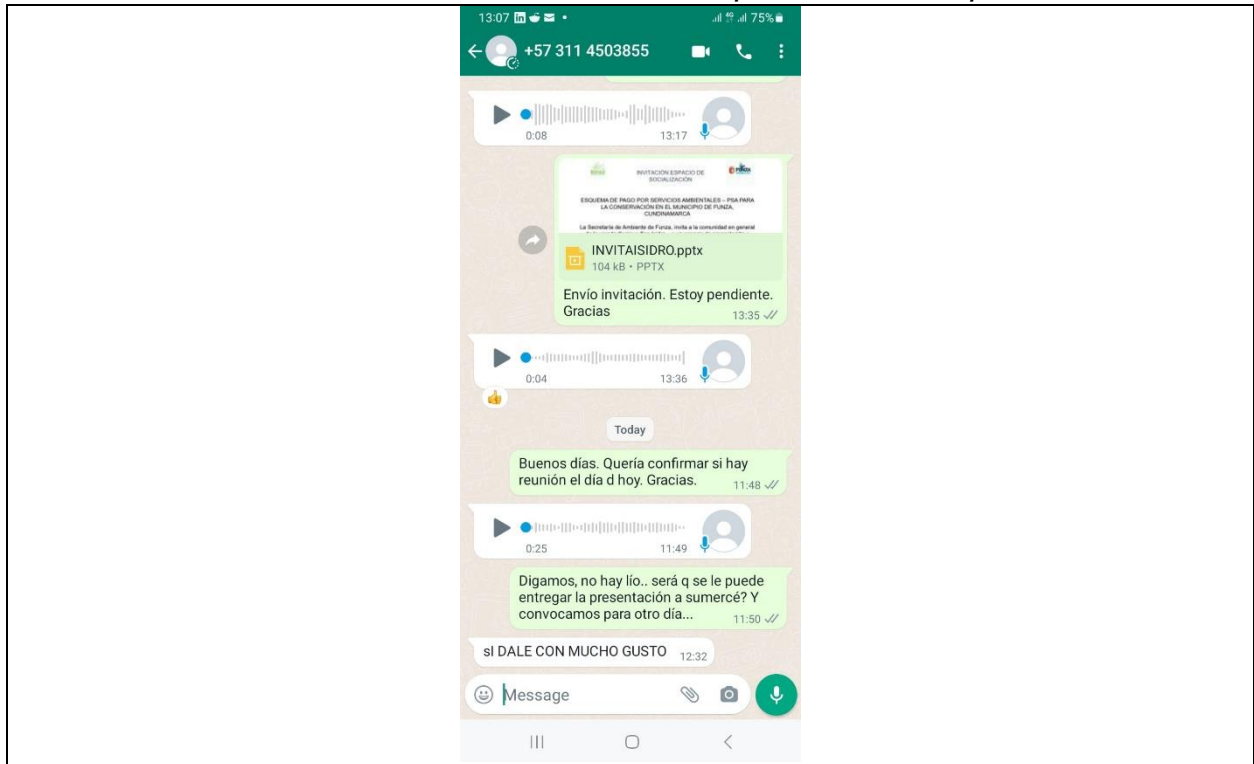 13:07
75%
+57 311 4503855
0:08 13:17
INVITACIÓN ESPACIO DE
SOCIALIZACIÓN
FUNZA
ESQUEMA DE PAGO POR SERVICIOS AMBIENTALES – PSA PARA
LA CONSERVACIÓN EN EL MUNICIPIO DE FUNZA,
CUNDINAMARCA
La Secretaría de Ambiente de Funza, invita a la comunidad en general
INVITAISIDRO.pptx
104 kB • PPTX
Envío invitación. Estoy pendiente.
Gracias
13:35
0:04 13:36
Today
Buenos días. Quería confirmar si hay
reunión el día d hoy. Gracias.
11:48
0:25 11:49
Digamos, no hay lío.. será q se le puede
entregar la presentación a sumercé? Y
convocamos para otro día...
11:50
sI DALE CON MUCHO GUSTO 12:32
Message